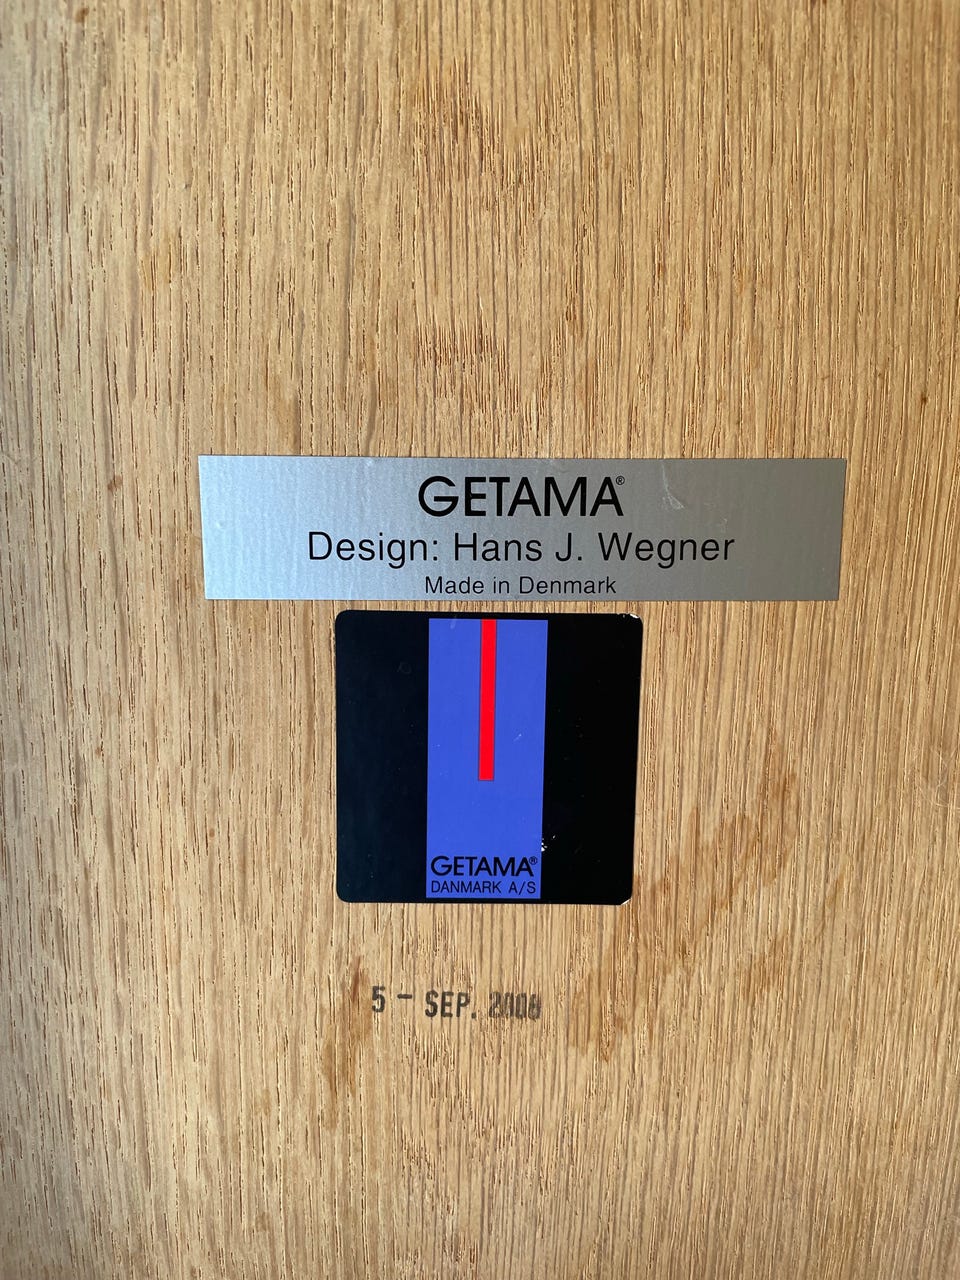 GETAMA®
Design: Hans J. Wegner
Made in Denmark
GETAMA®
DANMARK A/S
5 - SEP.